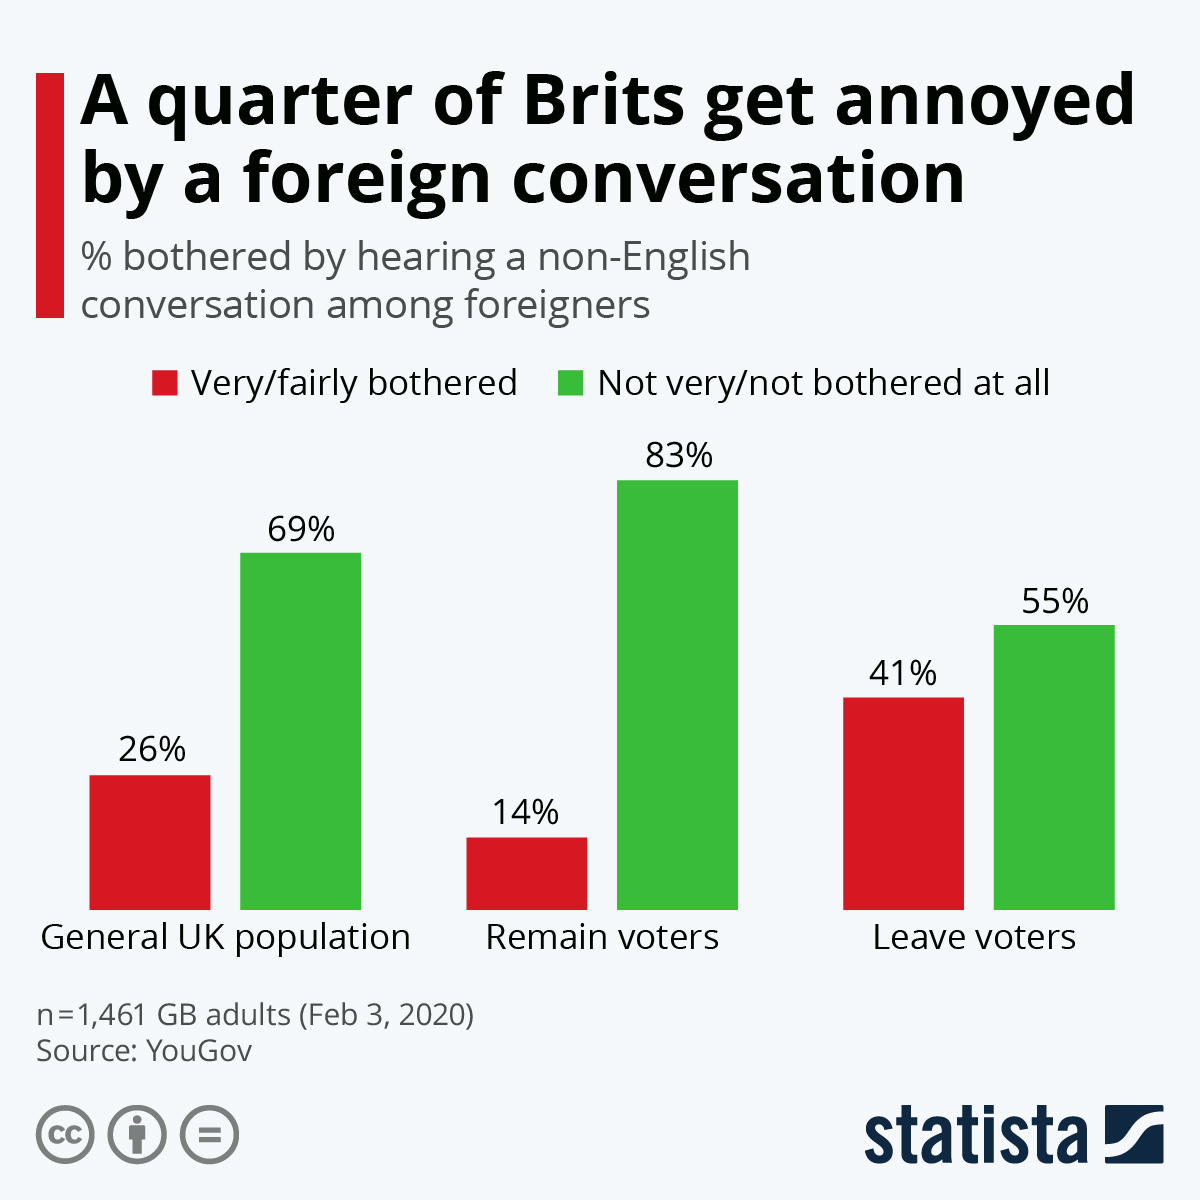 A quarter of Brits get annoyed
by a foreign conversation
% bothered by hearing a non-English
conversation among foreigners
Very/fairly bothered
Not very/not bothered at all
26%
69%
14%
83%
41%
55%
General UK population
Remain voters
Leave voters
n=1,461 GB adults (Feb 3, 2020)
Source: YouGov
cc
statista